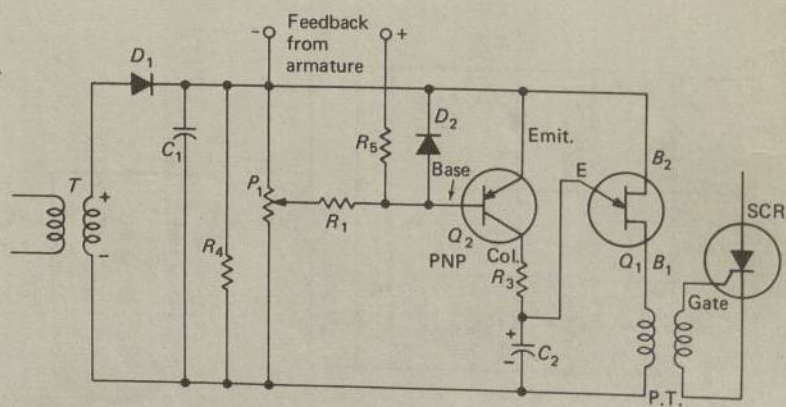 Feedback
from
armature
-
+
D1
C1
T
+
-
R4
P1
R1
R5
D2
Base
Emit.
Q2
PNP
Col.
R3
+
-
C2
E
B2
Q1
B1
SCR
Gate
P.T.